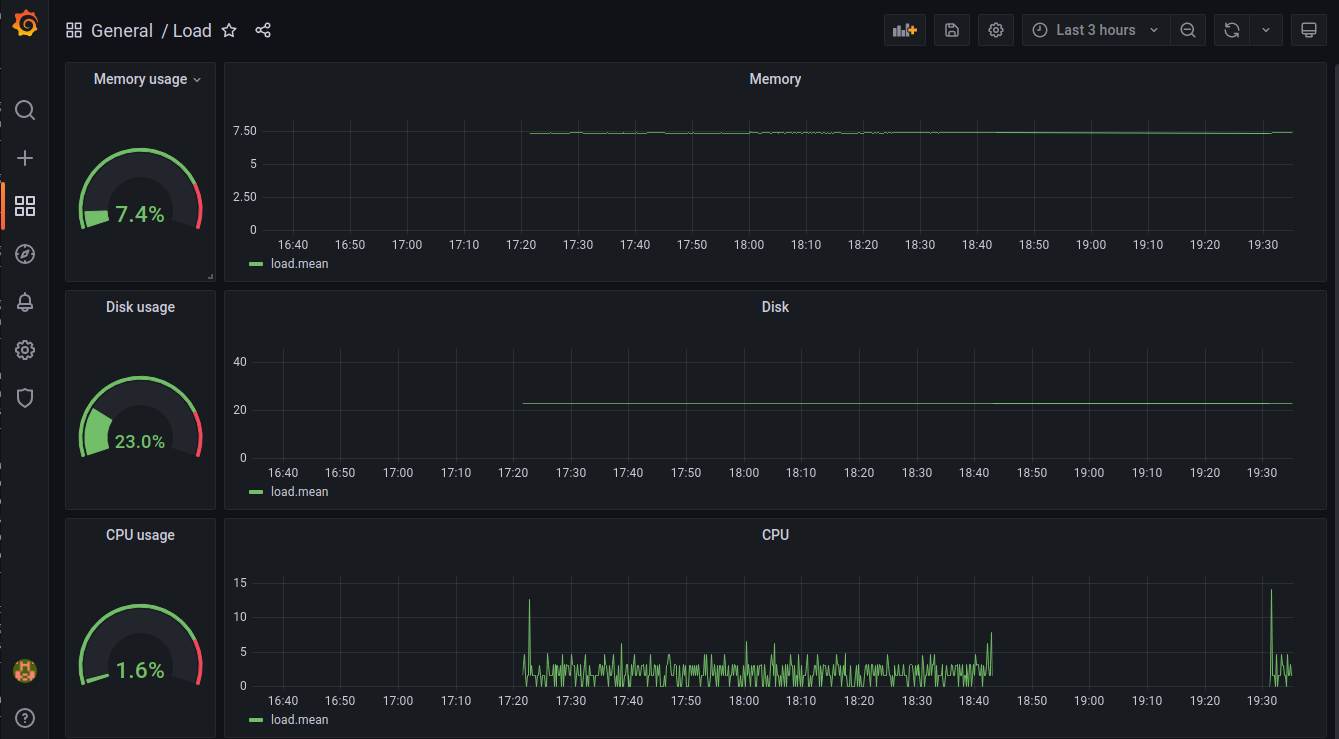 General / Load
Last 3 hours
Memory usage
7.4%
Memory
7.50
5
2.50
0
16:40 16:50 17:00 17:10 17:20 17:30 17:40 17:50 18:00 18:10 18:20 18:30 18:40 18:50 19:00 19:10 19:20 19:30
load.mean
Disk usage
23.0%
Disk
40
20
0
16:40 16:50 17:00 17:10 17:20 17:30 17:40 17:50 18:00 18:10 18:20 18:30 18:40 18:50 19:00 19:10 19:20 19:30
load.mean
CPU usage
1.6%
CPU
15
10
5
0
16:40 16:50 17:00 17:10 17:20 17:30 17:40 17:50 18:00 18:10 18:20 18:30 18:40 18:50 19:00 19:10 19:20 19:30
load.mean